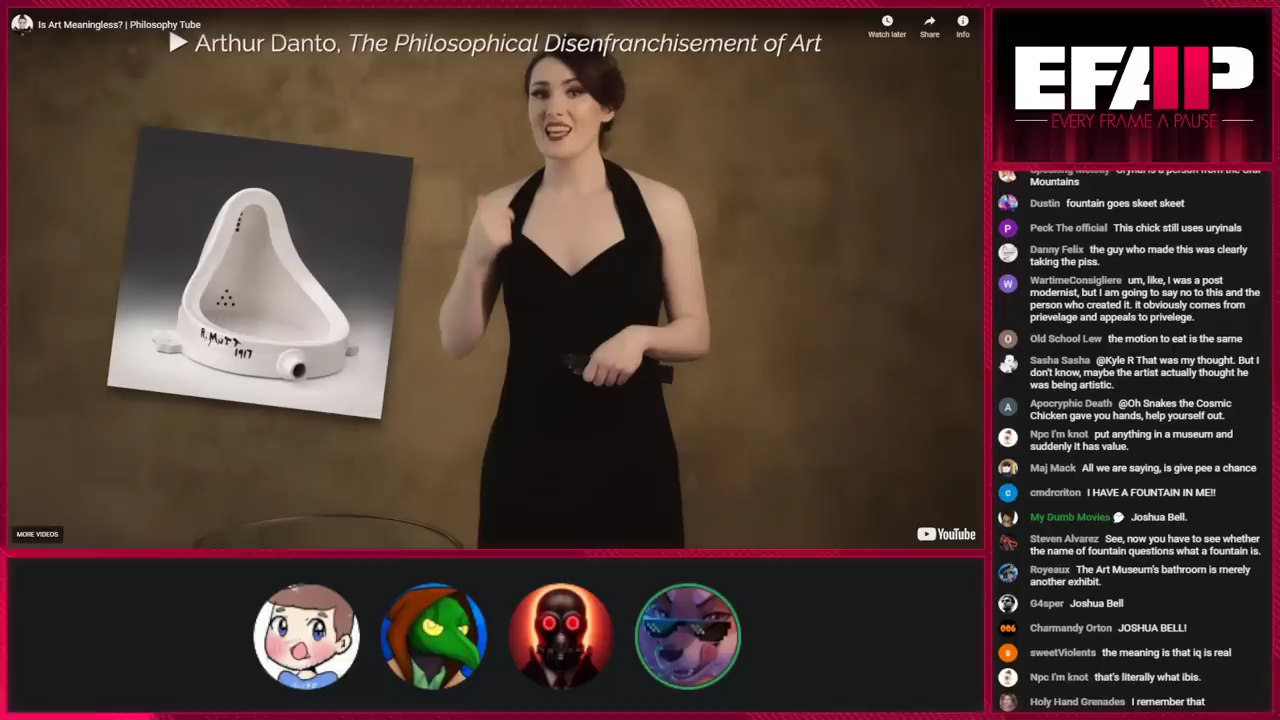 Is Art Meaningless? | Philosophy Tube
Watch later
Share
Info
Arthur Danto, The Philosophical Disenfranchisement of Art
R. MUTT
1917
MORE VIDEOS
YouTube
EFAP
EVERY FRAME A PAUSE
Mountains
Dustin fountain goes skeet skeet
Peck The official This chick still uses uryinals
Danny Felix the guy who made this was clearly
taking the piss.
WartimeConsigliere um, like, I was a post
modernist, but I am going to say no to this and the
person who created it. it obviously comes from
prievelage and appeals to privelege.
Old School Lew the motion to eat is the same
Sasha Sasha @Kyle R That was my thought. But I
don't know, maybe the artist actually thought he
was being artistic.
Apocryphic Death @Oh Snakes the Cosmic
Chicken gave you hands, help yourself out.
Npc I'm knot put anything in a museum and
suddenly it has value.
Maj Mack All we are saying, is give pee a chance
cmdrcriton I HAVE A FOUNTAIN IN ME!!
My Dumb Movies Joshua Bell.
Steven Alvarez See, now you have to see whether
the name of fountain questions what a fountain is.
Royeaux The Art Museum's bathroom is merely
another exhibit.
G4sper Joshua Bell
Charmandy Orton JOSHUA BELL!
sweetViolents the meaning is that iq is real
Npc I'm knot that's literally what ibis.
Holy Hand Grenades I remember that